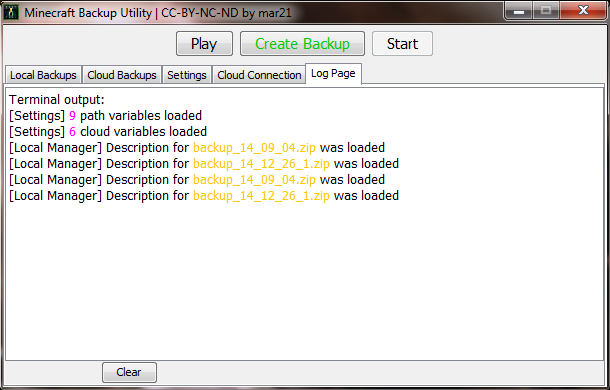 Minecraft Backup Utility | CC-BY-NC-ND by mar21
Play Create Backup Start
Local Backups Cloud Backups Settings Cloud Connection Log Page
Terminal output:
[Settings] 9 path variables loaded
[Settings] 6 cloud variables loaded
[Local Manager] Description for backup_14_09_04.zip was loaded
[Local Manager] Description for backup_14_12_26_1.zip was loaded
[Local Manager] Description for backup_14_09_04.zip was loaded
[Local Manager] Description for backup_14_12_26_1.zip was loaded
Clear